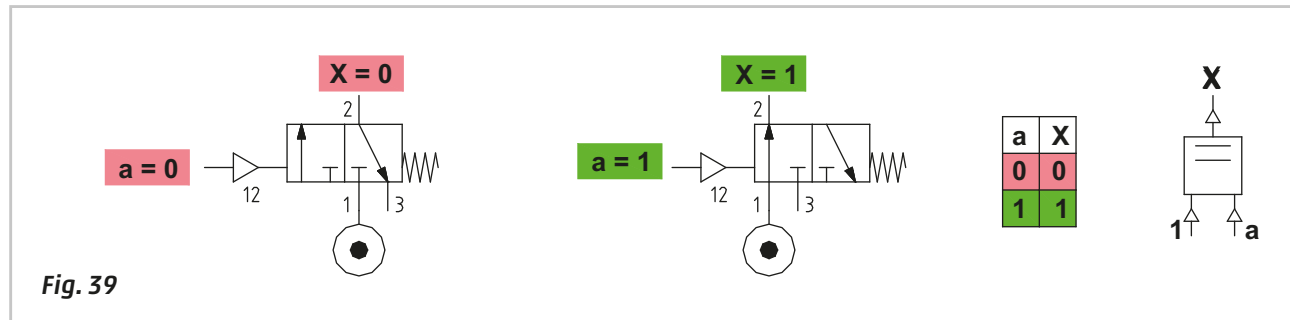 X = 0
2
a = 0
12
1
3
X = 1
2
a = 1
12
1
3
a X
0 0
1 1
X
1 a
Fig. 39